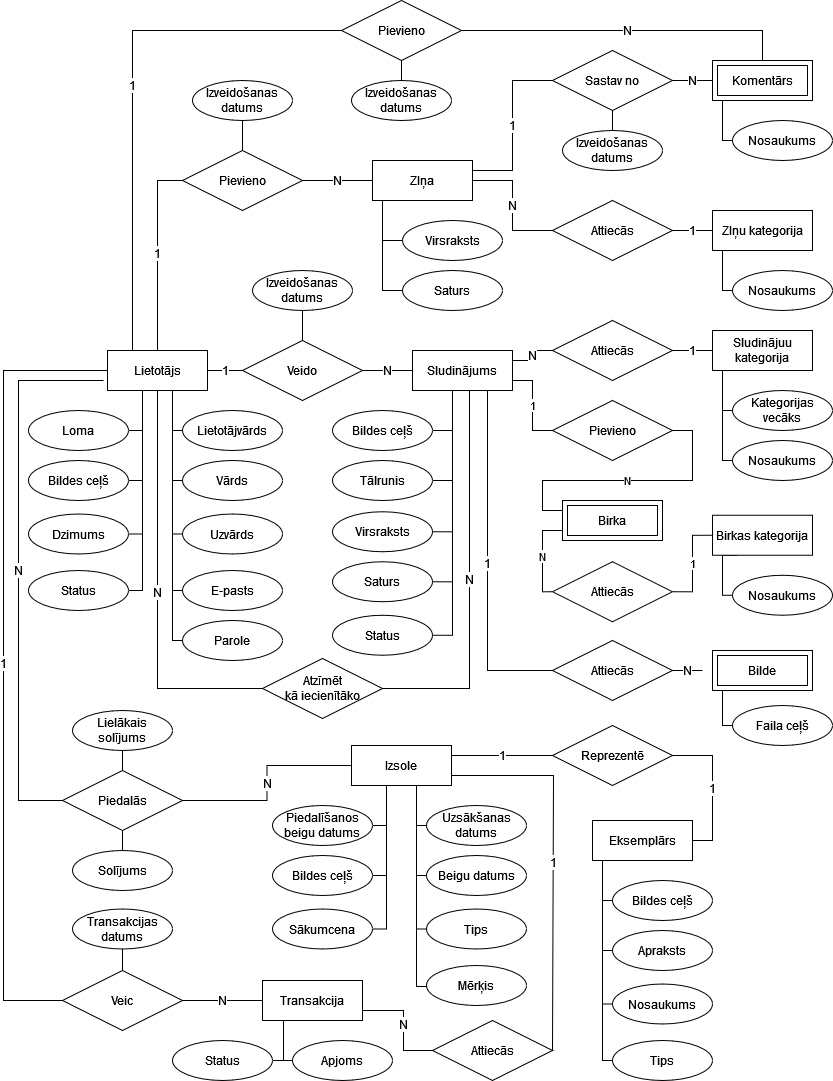 Pievieno
N
1
Izveidošanas
datums
Izveidošanas
datums
Sastav no
N
Komentārs
1
Izveidošanas
datums
Nosaukums
Pievieno
N
ZIņa
N
Attiecās
1
ZIņu kategorija
1
Virsraksts
Saturs
Nosaukums
Izveidošanas
datums
Lietotājs
1
Veido
N
Sludinājums
N
Attiecās
1
Sludinājuu
kategorija
1
Pievieno
Kategorijas
vecāks
Nosaukums
Loma
Lietotājvārds
Bildes ceļš
Bildes ceļš
Vārds
Tālrunis
N
Dzimums
Uzvārds
Virsraksts
Birka
Birkas kategorija
N
1
1
N
Status
N
E-pasts
Saturs
N
Attiecās
Nosaukums
Parole
Status
1
Atzīmēt
kā iecienītāko
Attiecās
N
Bilde
Faila ceļš
Lielākais
solījums
Piedalās
N
Izsole
1
Reprezentē
1
Solījums
Piedalīšanos
beigu datums
Uzsākšanas
datums
Eksemplārs
Bildes ceļš
Beigu datums
1
Bildes ceļš
Sākumcena
Tips
Apraksts
Mērķis
Nosaukums
Tips
Transakcijas
datums
Veic
N
Transakcija
N
Attiecās
Status
Apjoms